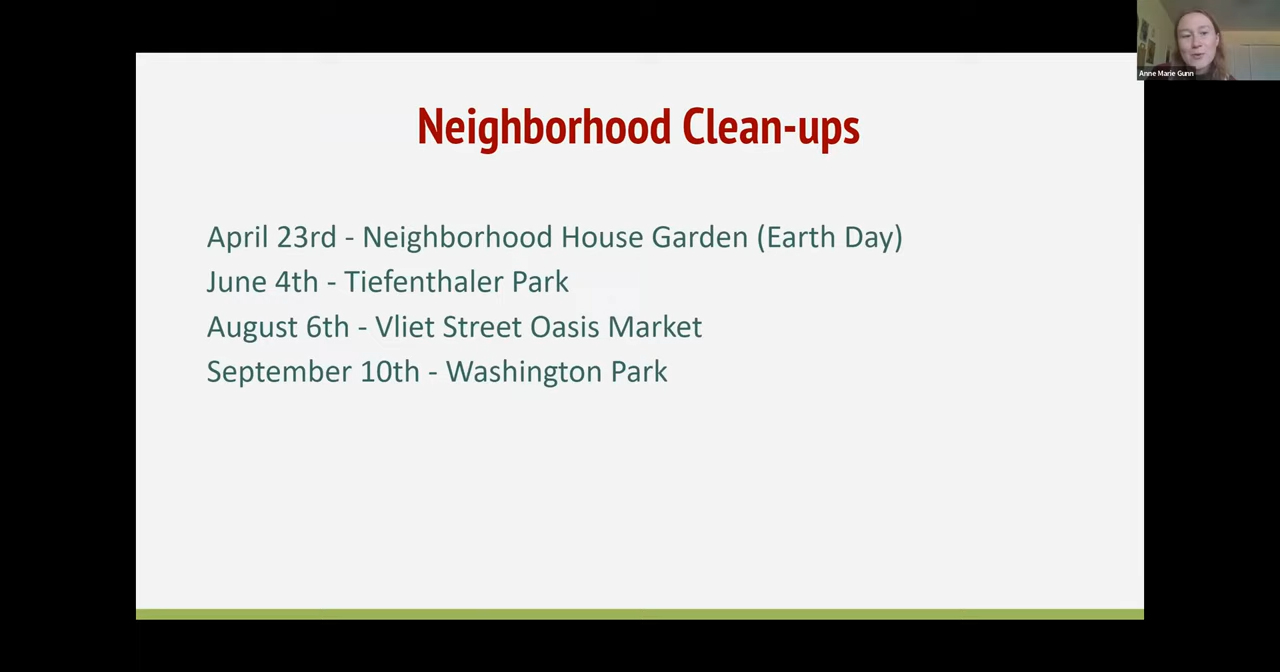 Anne Marie Gunn
Neighborhood Clean-ups
April 23rd - Neighborhood House Garden (Earth Day)
June 4th - Tiefenthaler Park
August 6th - Vliet Street Oasis Market
September 10th - Washington Park